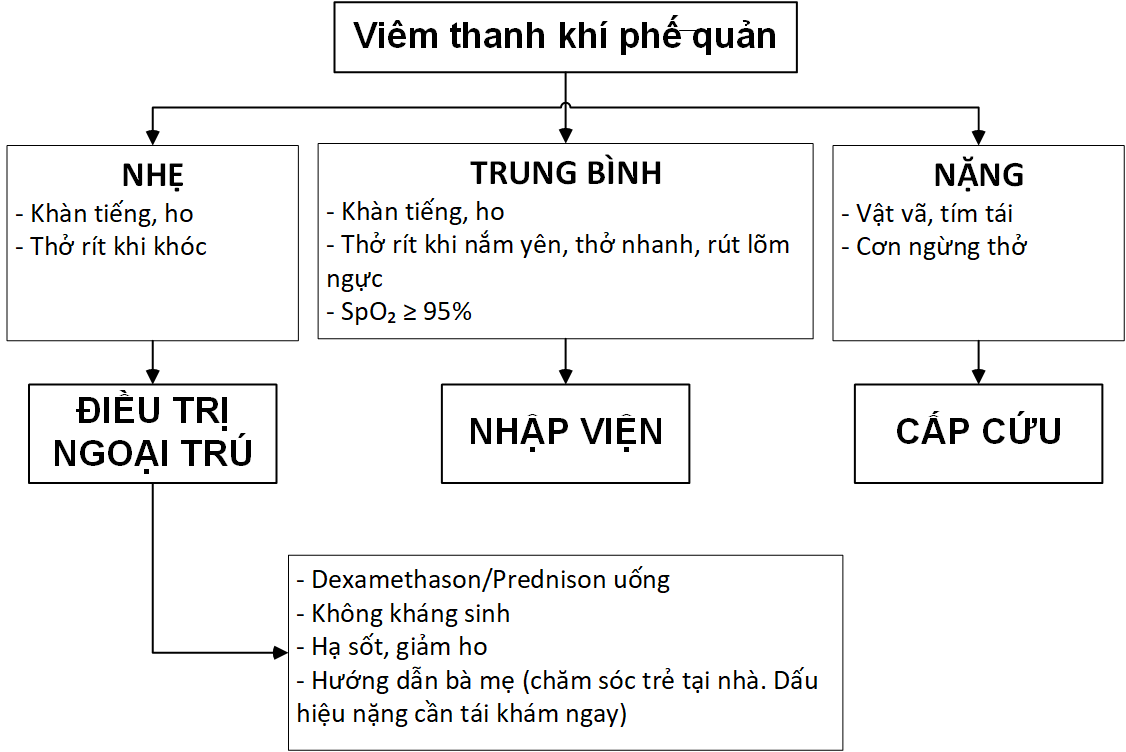 Viêm thanh khí phế quản
NHẸ
- Khàn tiếng, ho
- Thở rít khi khóc
TRUNG BÌNH
- Khàn tiếng, ho
- Thở rít khi nắm yên, thở nhanh, rút lõm
ngực
- SpO₂ ≥ 95%
NẶNG
- Vật vã, tím tái
- Cơn ngừng thở
ĐIỀU TRỊ
NGOẠI TRÚ
NHẬP VIỆN
CẤP CỨU
- Dexamethason/Prednison uống
- Không kháng sinh
- Hạ sốt, giảm ho
- Hướng dẫn bà mẹ (chăm sóc trẻ tại nhà. Dấu
hiệu nặng cần tái khám ngay)